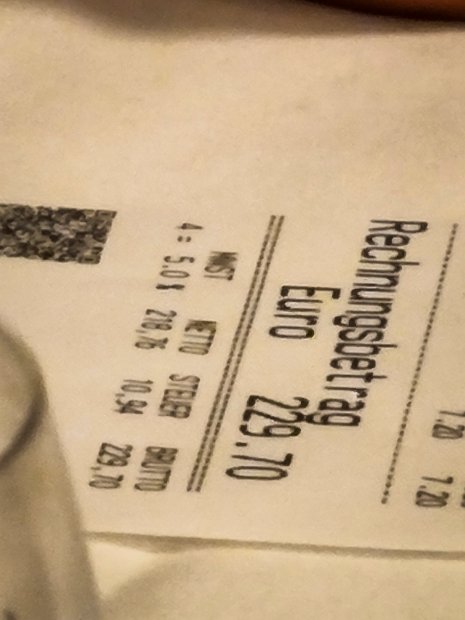 7.20 7.20
Rechnungsbetrag
Euro 229.70
MWST NETTO STEUER BRUTTO
4 = 5.0 % 218,76 10,94 229,70